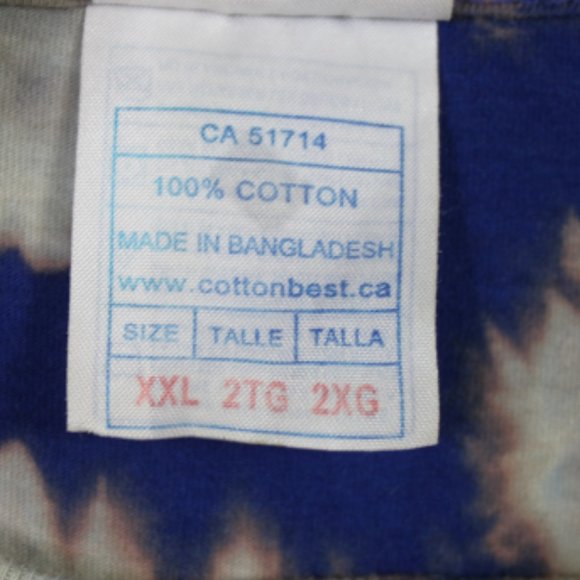 CA 51714
100% COTTON
MADE IN BANGLADESH
www.cottonbest.ca
SIZE TALLE TALLA
XXL 2TG 2XG